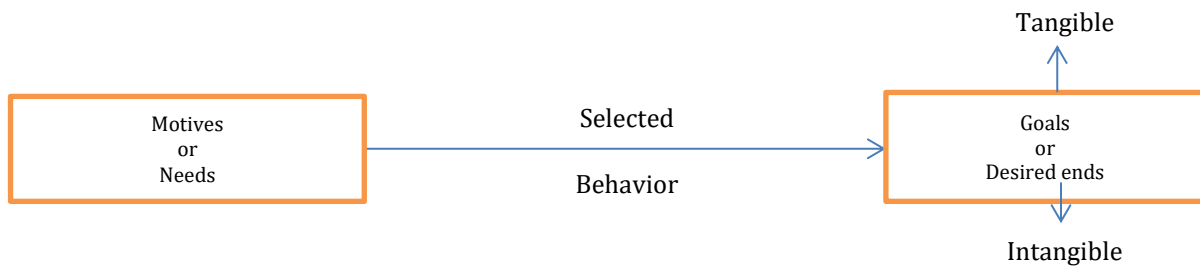 Tangible
Motives
or
Needs
Selected
Behavior
Goals
or
Desired ends
Intangible